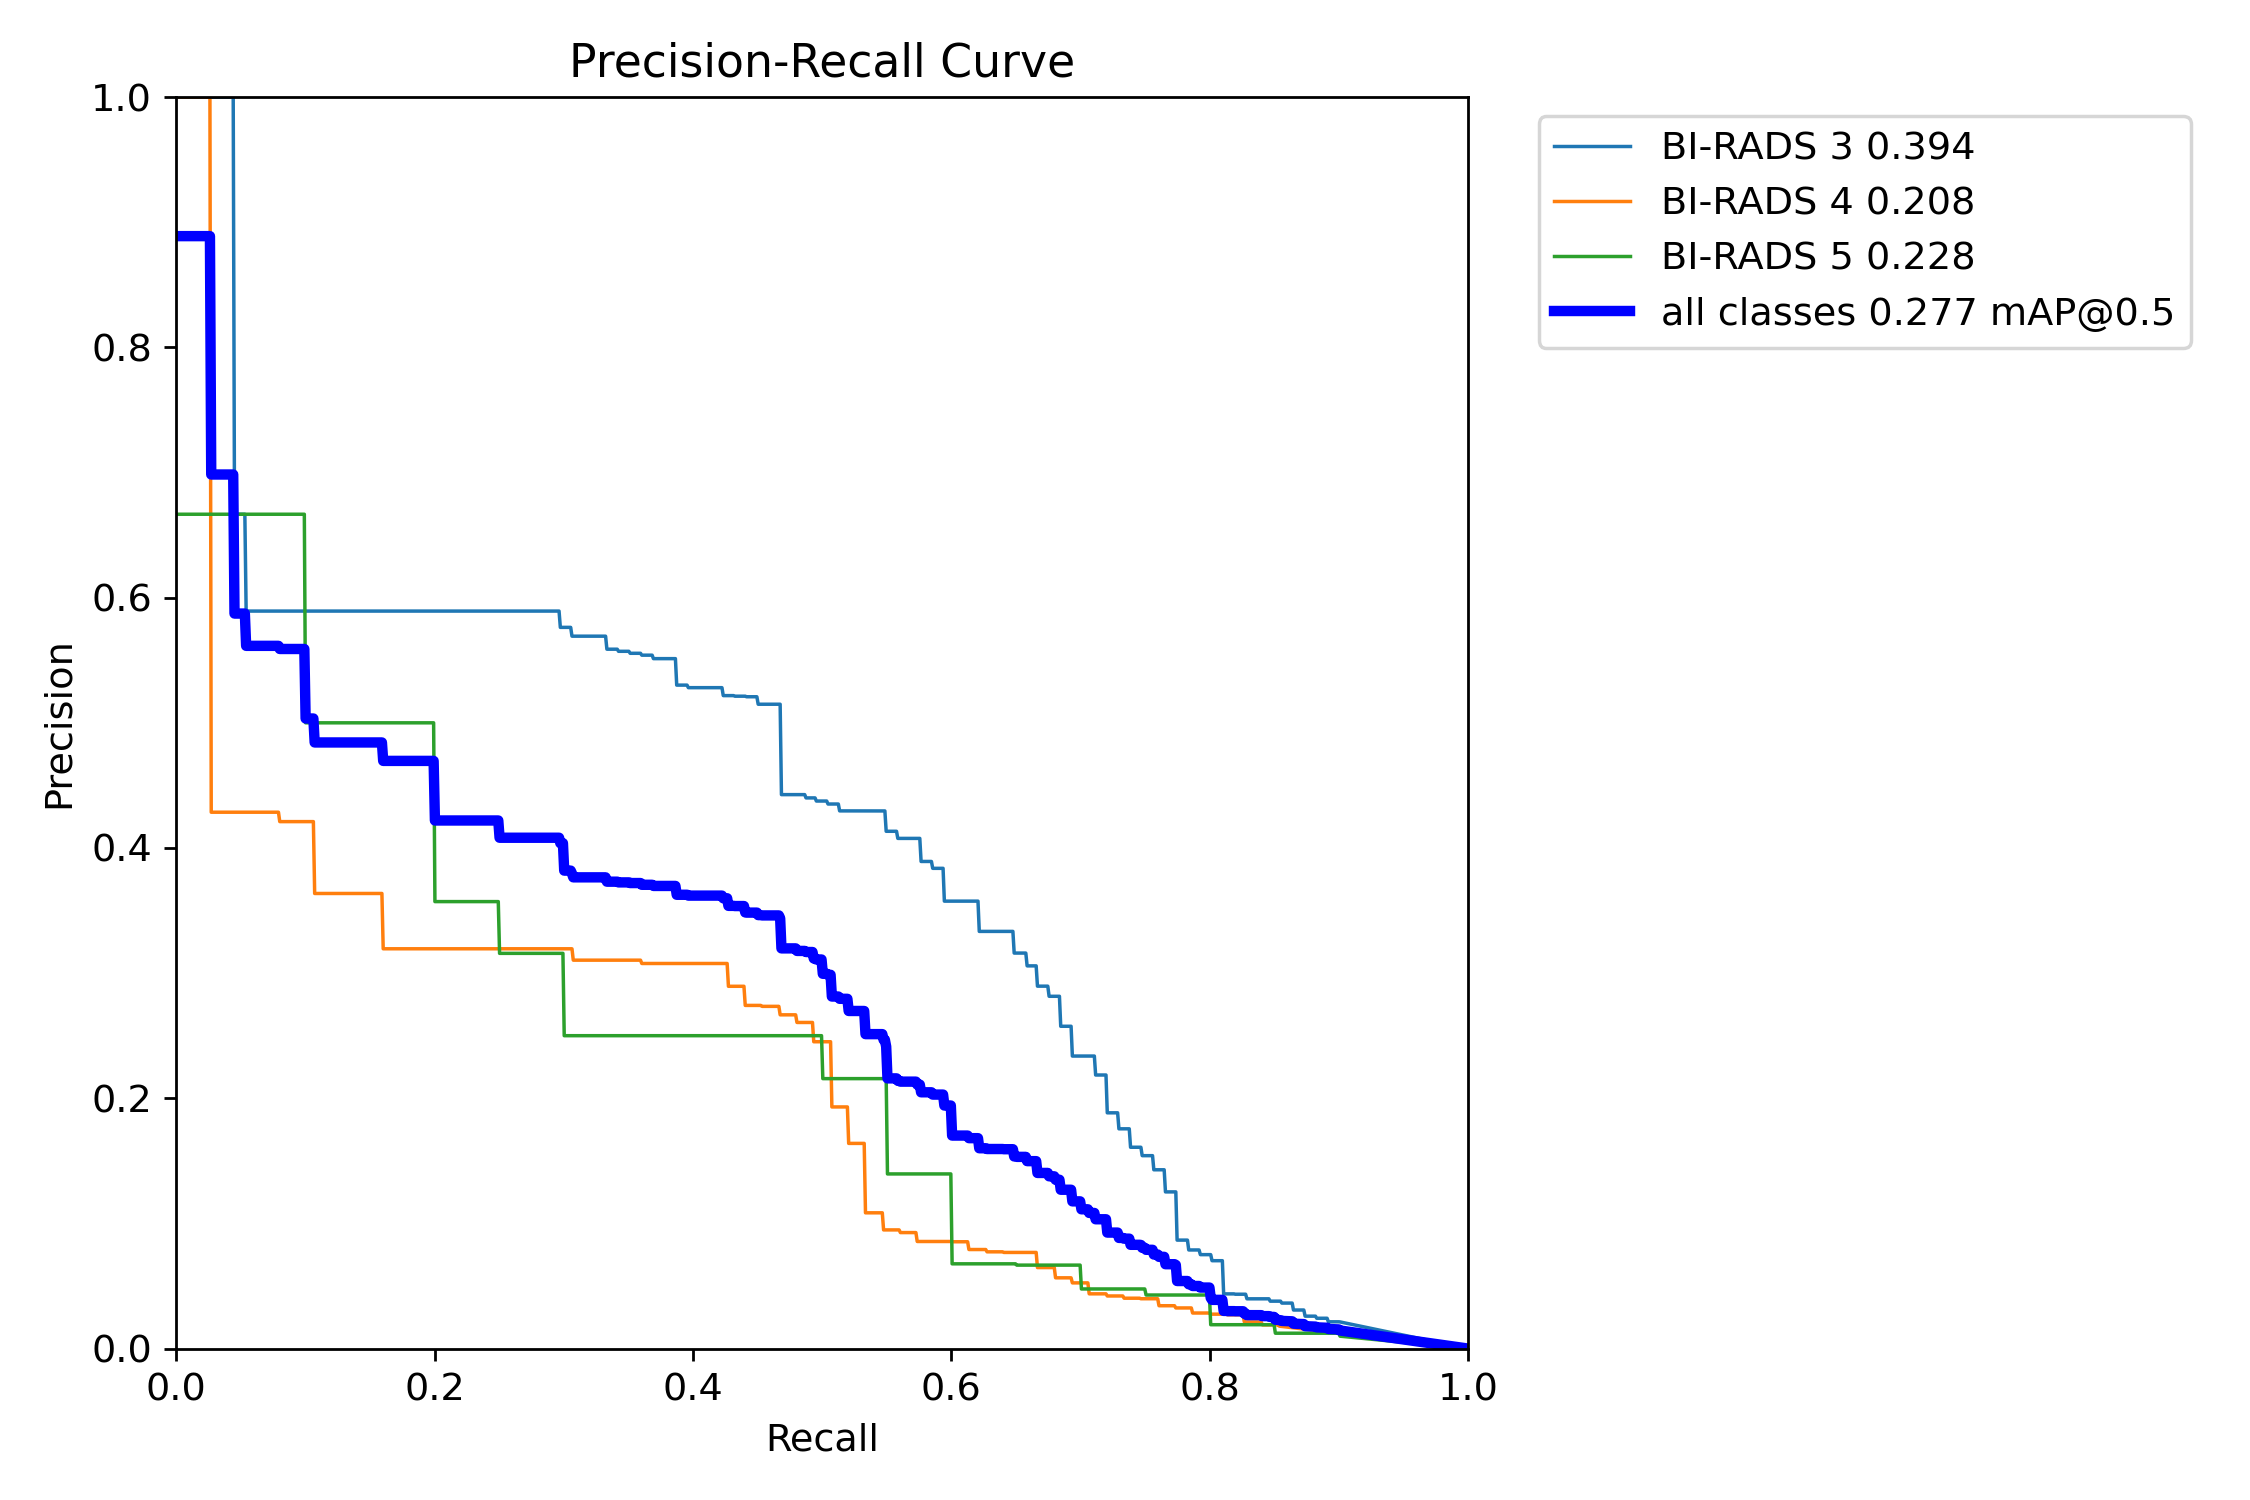 Precision-Recall Curve
1.0
0.8
0.6
0.4
0.2
0.0
Precision
0.0 0.2 0.4 0.6 0.8 1.0
Recall
BI-RADS 3 0.394
BI-RADS 4 0.208
BI-RADS 5 0.228
all classes 0.277 mAP@0.5